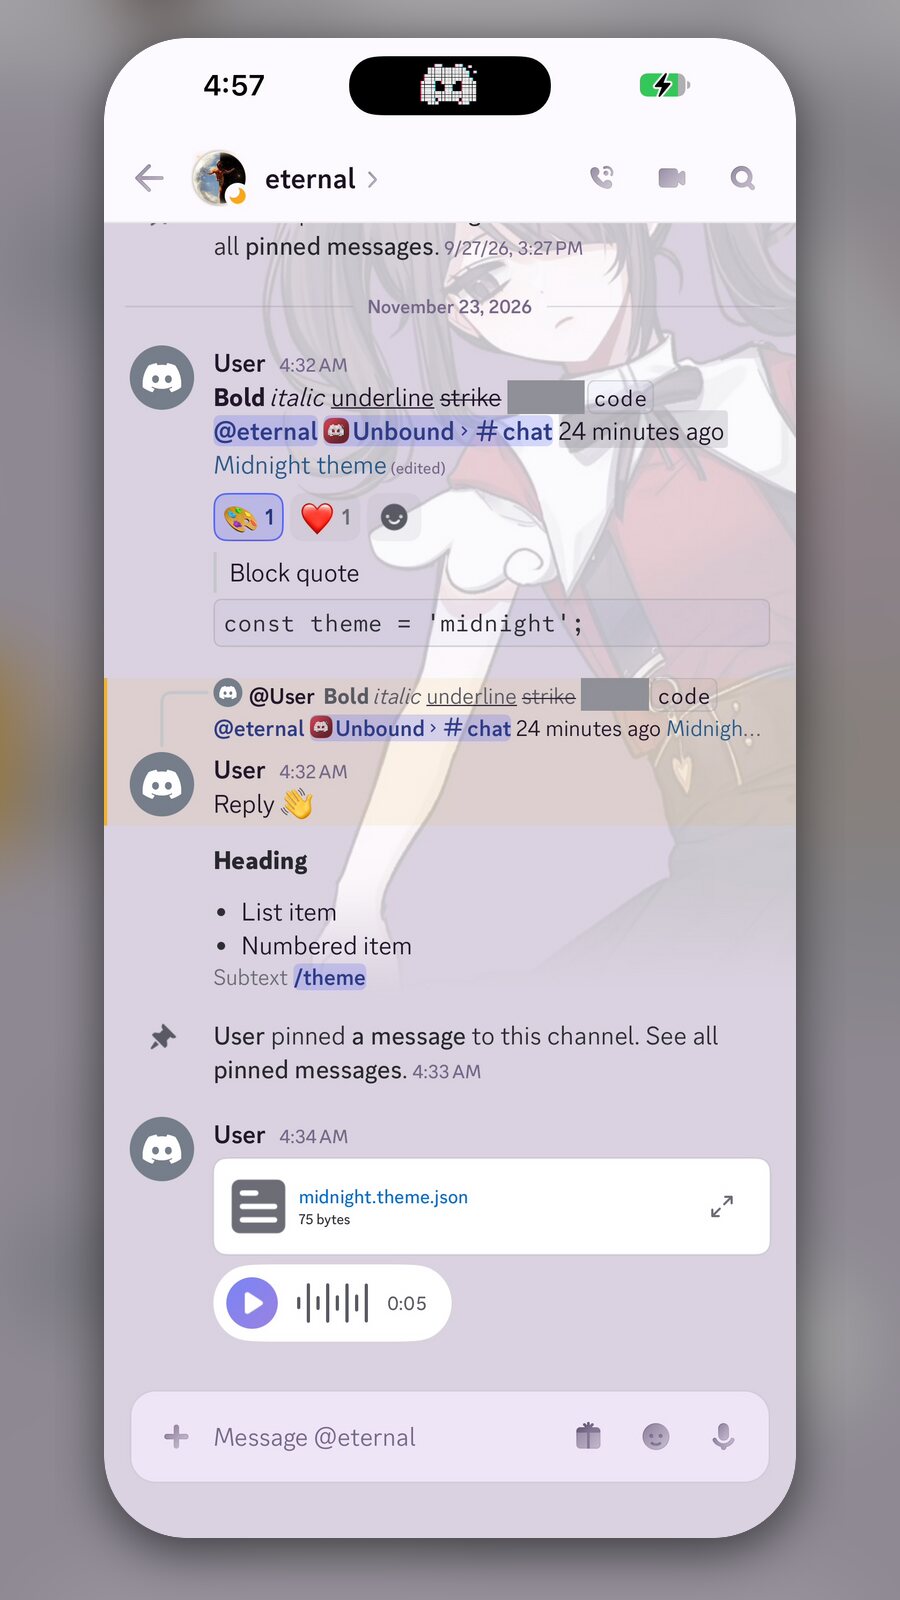 4:57
eternal
all pinned messages. 9/27/26, 3:27 PM
November 23, 2026
User 4:32 AM
Bold italic underline strike code
@eternal Unbound › # chat 24 minutes ago
Midnight theme (edited)
1 1
Block quote
const theme = 'midnight';
@User Bold italic underline strike code
@eternal Unbound › # chat 24 minutes ago Midnigh...
User 4:32 AM
Reply
Heading
• List item
• Numbered item
Subtext /theme
User pinned a message to this channel. See all
pinned messages. 4:33 AM
User 4:34 AM
midnight.theme.json
75 bytes
0:05
Message @eternal